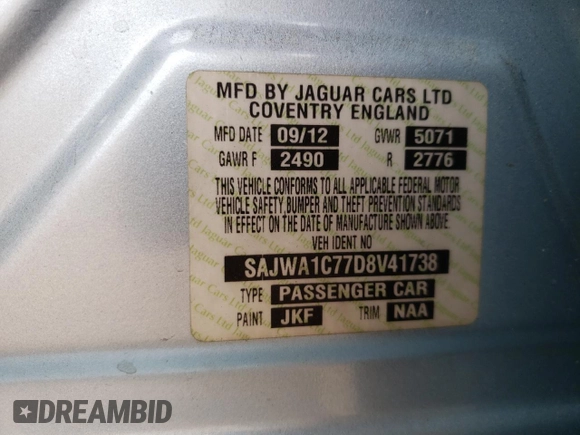 MFD BY JAGUAR CARS LTD
COVENTRY ENGLAND
MFD DATE 09/12 GVWR 5071
GAWR F 2490 R 2776
THIS VEHICLE CONFORMS TO ALL APPLICABLE FEDERAL MOTOR
VEHICLE SAFETY BUMPER AND THEFT PREVENTION STANDARDS
IN EFFECT ON THE DATE OF MANUFACTURE SHOWN ABOVE.
VEH IDENT NO
SAJWA1C77D8V41738
TYPE PASSENGER CAR
PAINT JKF TRIM NAA
DREAMBID